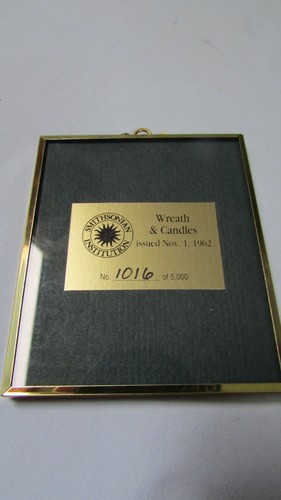 SMITHSONIAN
INSTITUTION
Wreath
& Candles
issued Nov. 1, 1962
No. 1016 of 5,000